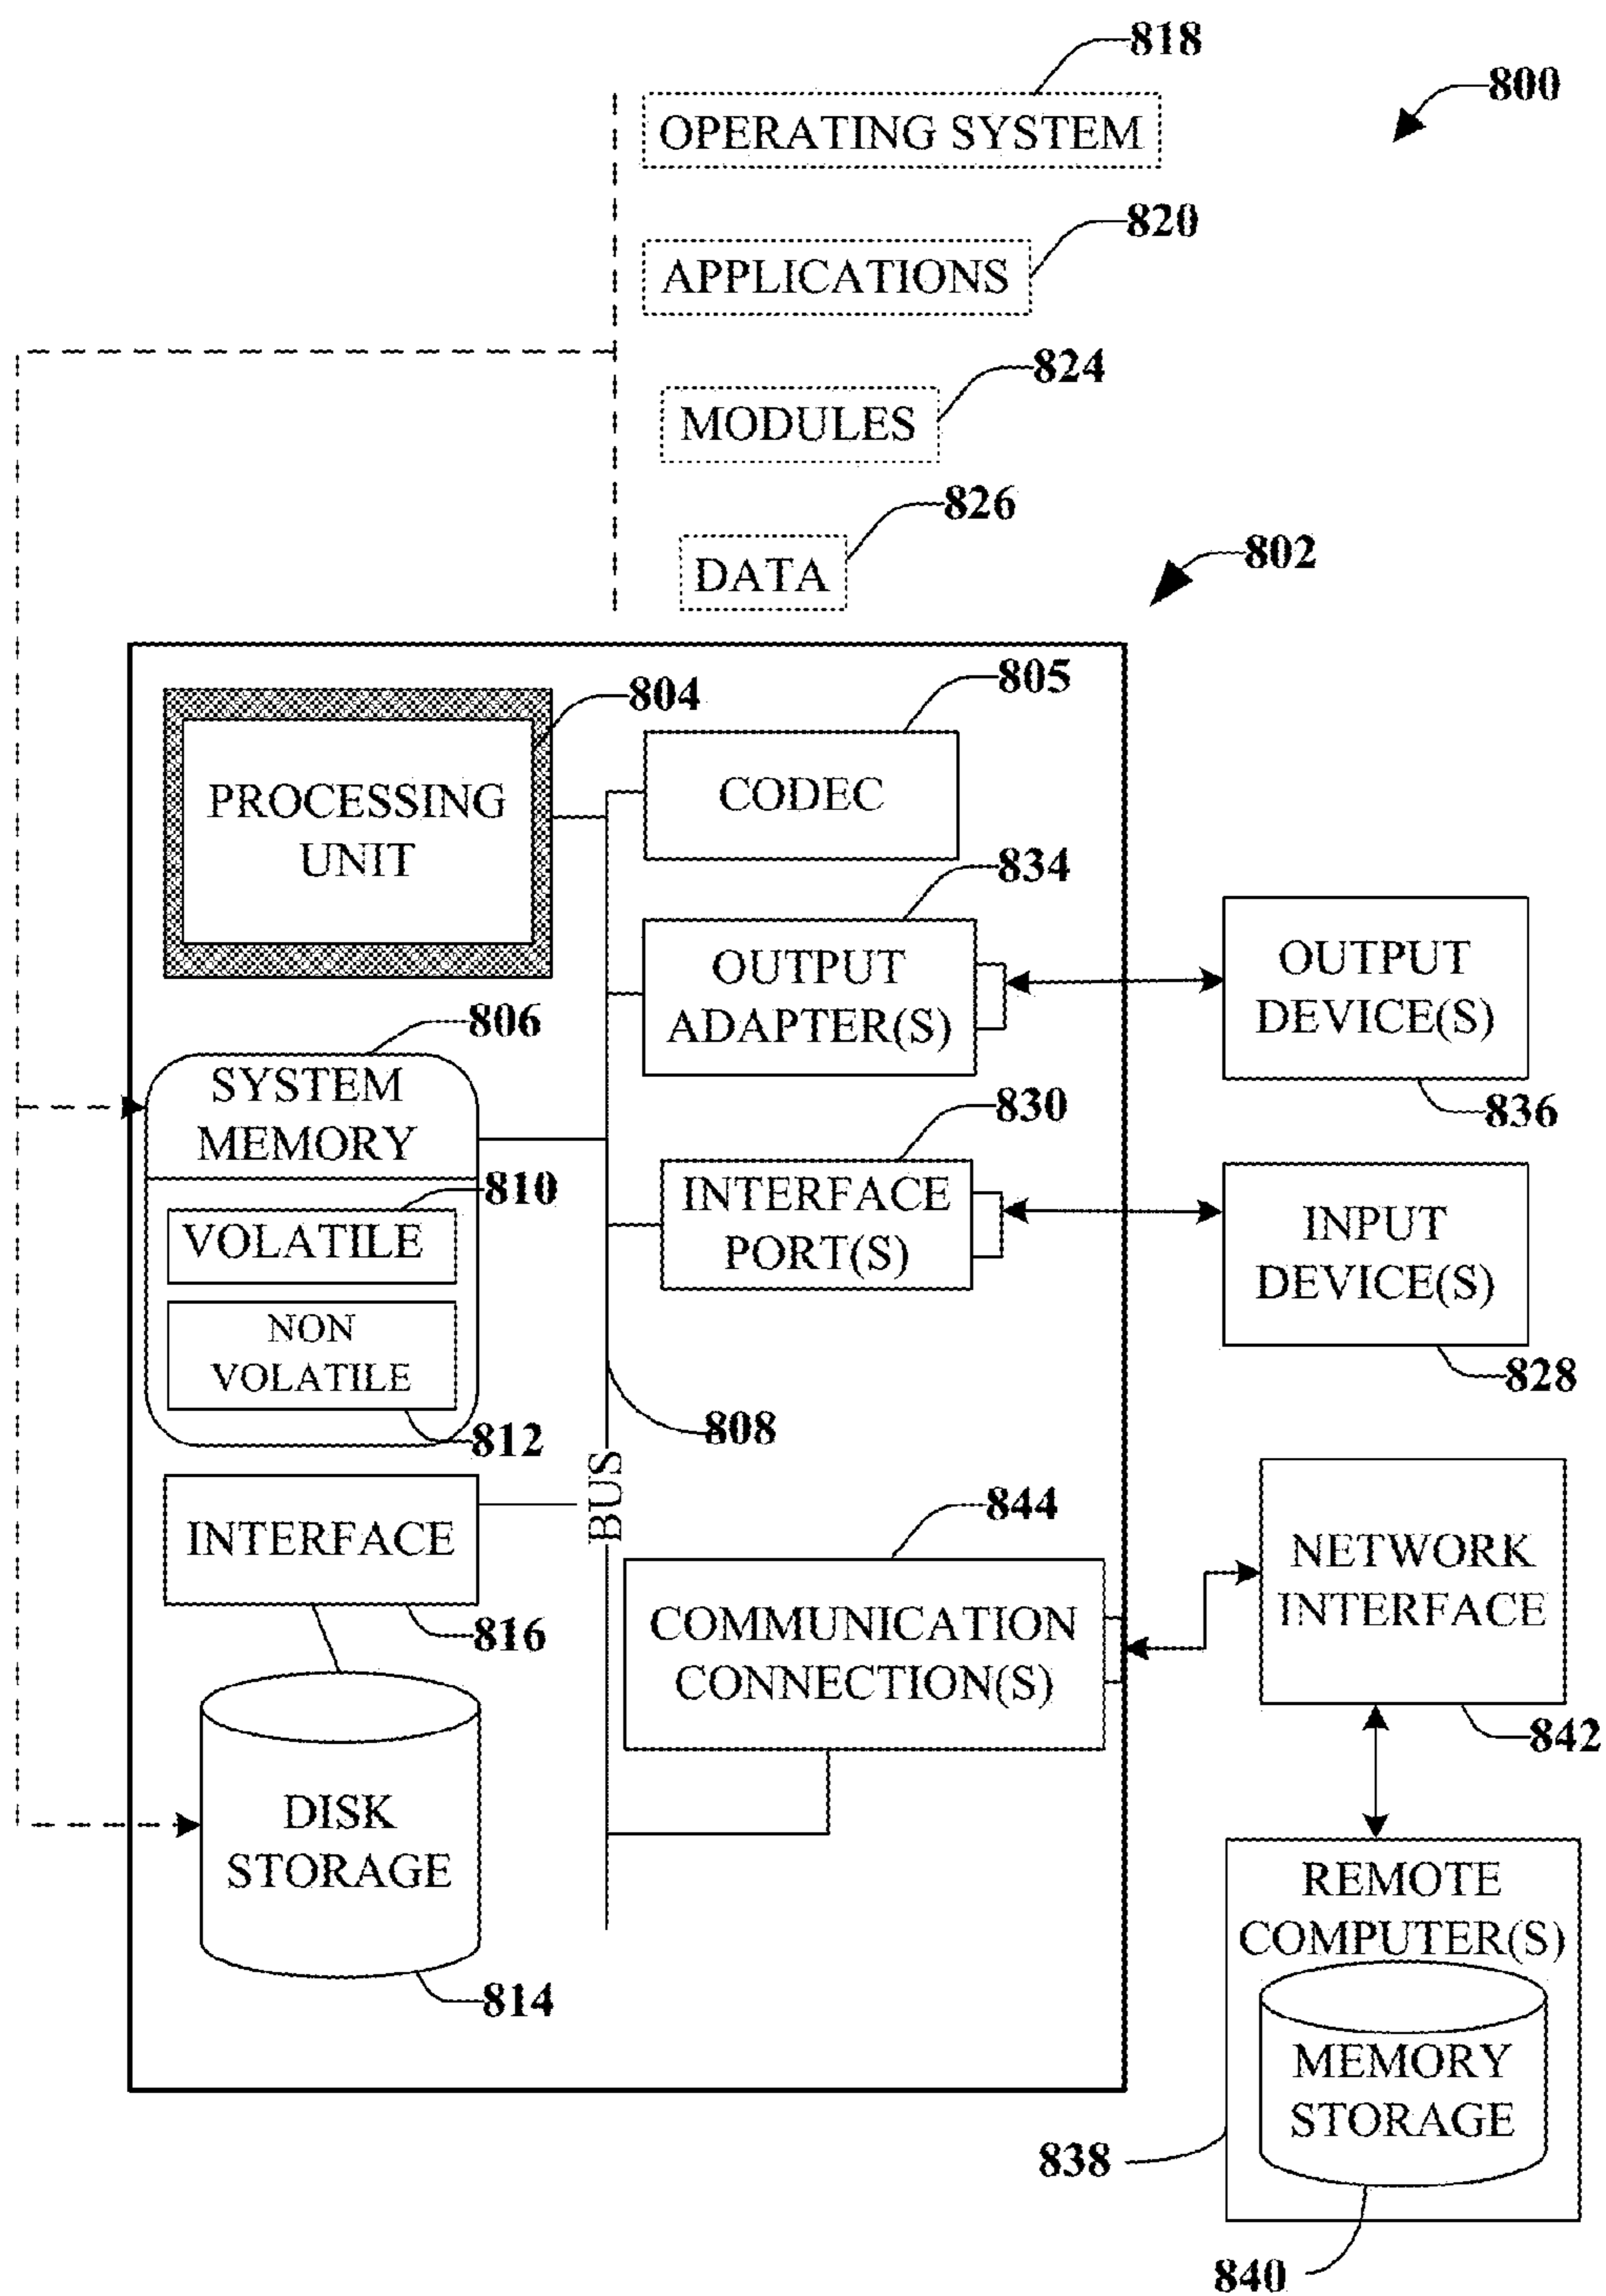 818
800
OPERATING SYSTEM
820
APPLICATIONS
824
MODULES
826
DATA
802
804
PROCESSING
UNIT
805
CODEC
834
OUTPUT
ADAPTER(S)
OUTPUT
DEVICE(S)
836
806
SYSTEM
MEMORY
810
VOLATILE
NON
VOLATILE
812
830
INTERFACE
PORT(S)
INPUT
DEVICE(S)
828
808
BUS
INTERFACE
816
844
COMMUNICATION
CONNECTION(S)
NETWORK
INTERFACE
842
DISK
STORAGE
814
REMOTE
COMPUTER(S)
MEMORY
STORAGE
838
840